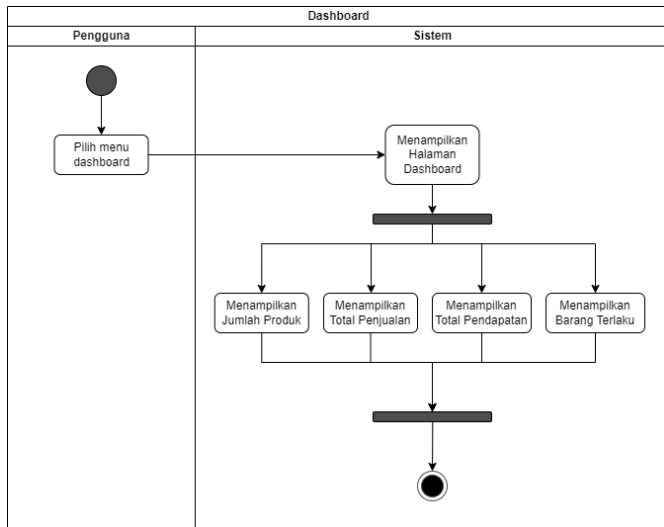 Dashboard
Pengguna
Sistem
Pilih menu
dashboard
Menampilkan
Halaman
Dashboard
Menampilkan
Jumlah Produk
Menampilkan
Total Penjualan
Menampilkan
Total Pendapatan
Menampilkan
Barang Terlaku